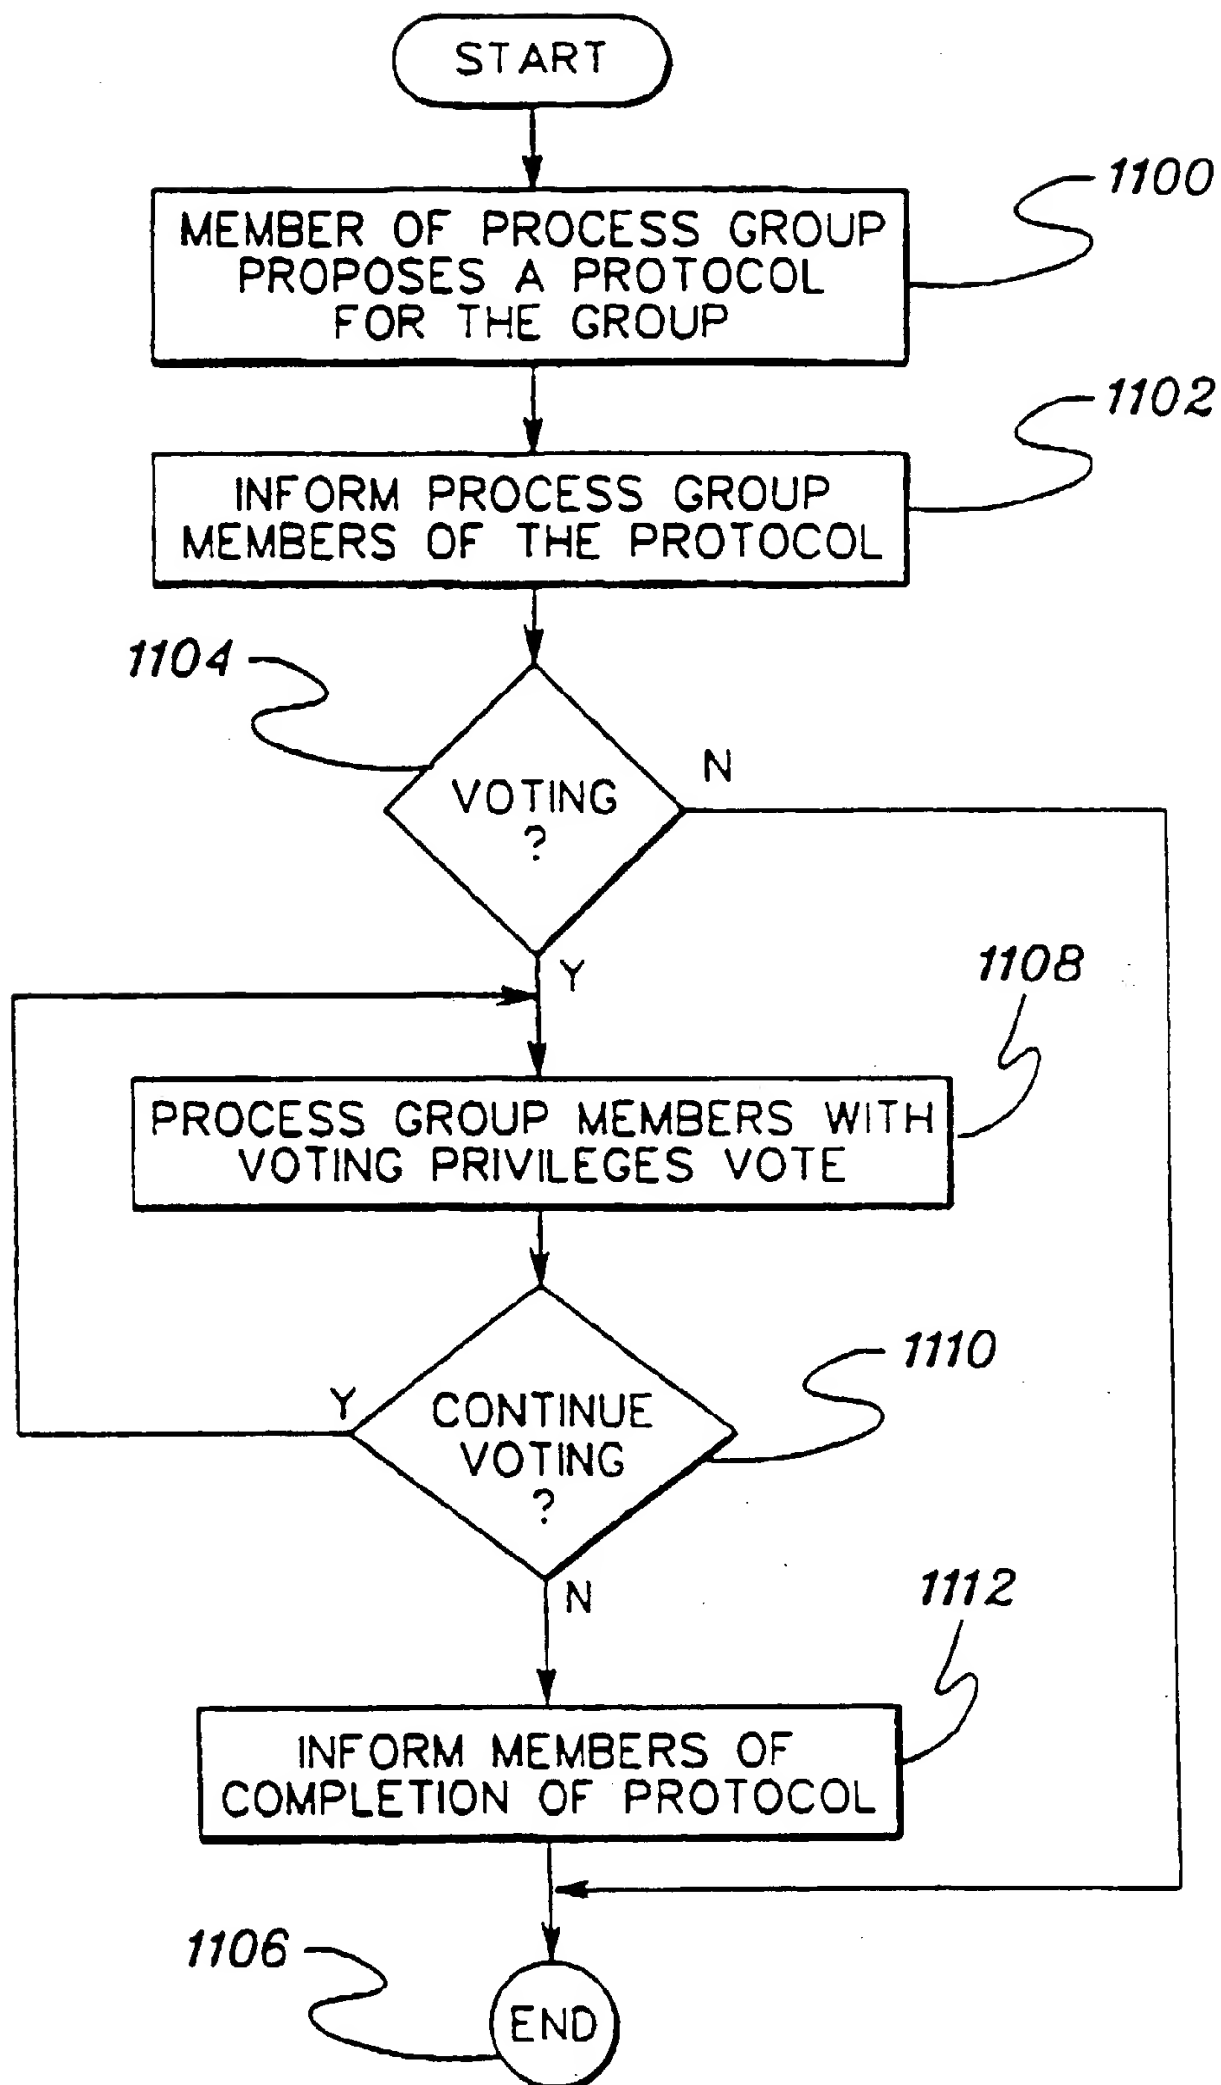 START
1100
MEMBER OF PROCESS GROUP
PROPOSES A PROTOCOL
FOR THE GROUP
1102
INFORM PROCESS GROUP
MEMBERS OF THE PROTOCOL
1104
N
VOTING
?
Y
1108
PROCESS GROUP MEMBERS WITH
VOTING PRIVILEGES VOTE
1110
Y
CONTINUE
VOTING
?
N
1112
INFORM MEMBERS OF
COMPLETION OF PROTOCOL
1106
END